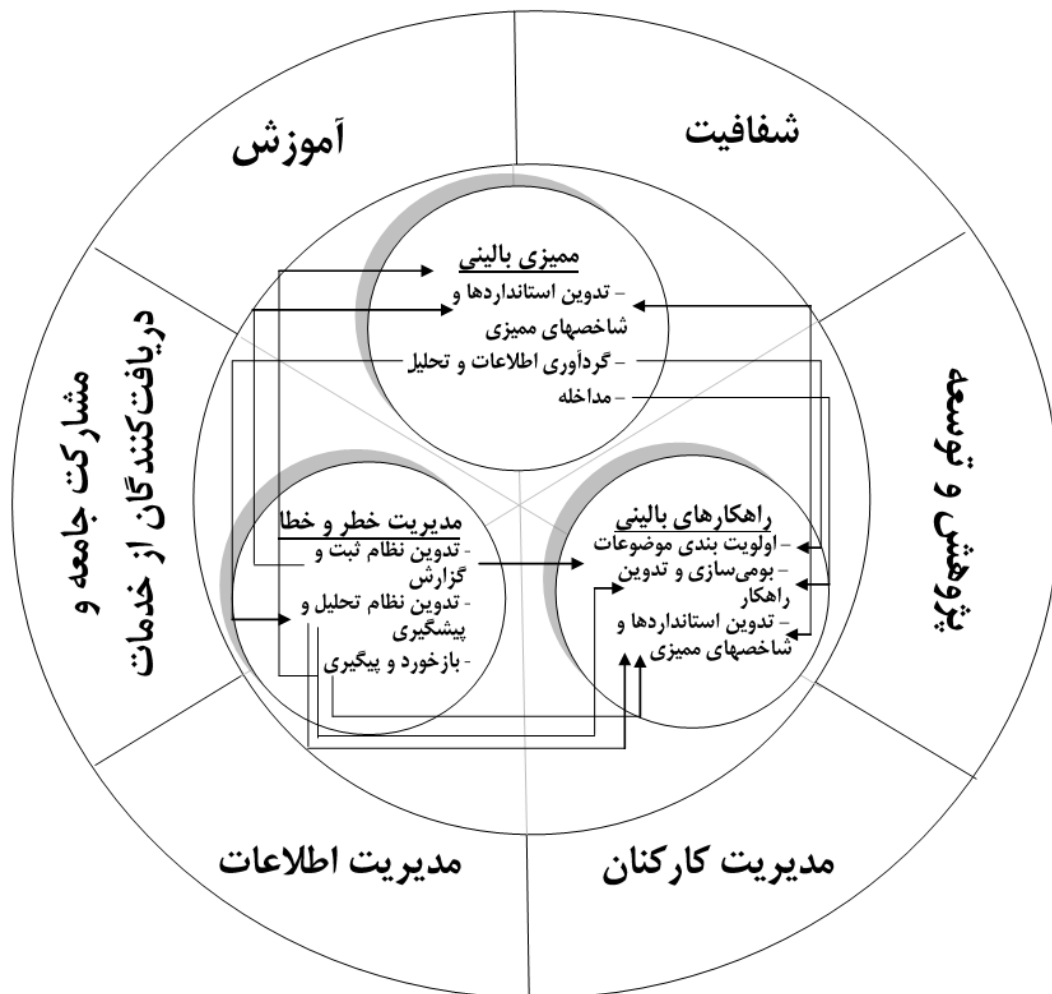 شفافیت
آموزش
ممیزی بالینی
- تدوین استانداردها و
شاخصهای ممیزی
- گردآوری اطلاعات و تحلیل
- مداخله
پژوهش و توسعه
مشارکت جامعه و
دریافت‌کنندگان از خدمات
راهکارهای بالینی
- اولویت بندی موضوعات
- بومی‌سازی و تدوین
راهکار
- تدوین استانداردها و
شاخصهای ممیزی
مدیریت خطر و خطا
- تدوین نظام ثبت و
گزارش
- تدوین نظام تحلیل و
پیشگیری
- بازخورد و پیگیری
مدیریت کارکنان
مدیریت اطلاعات